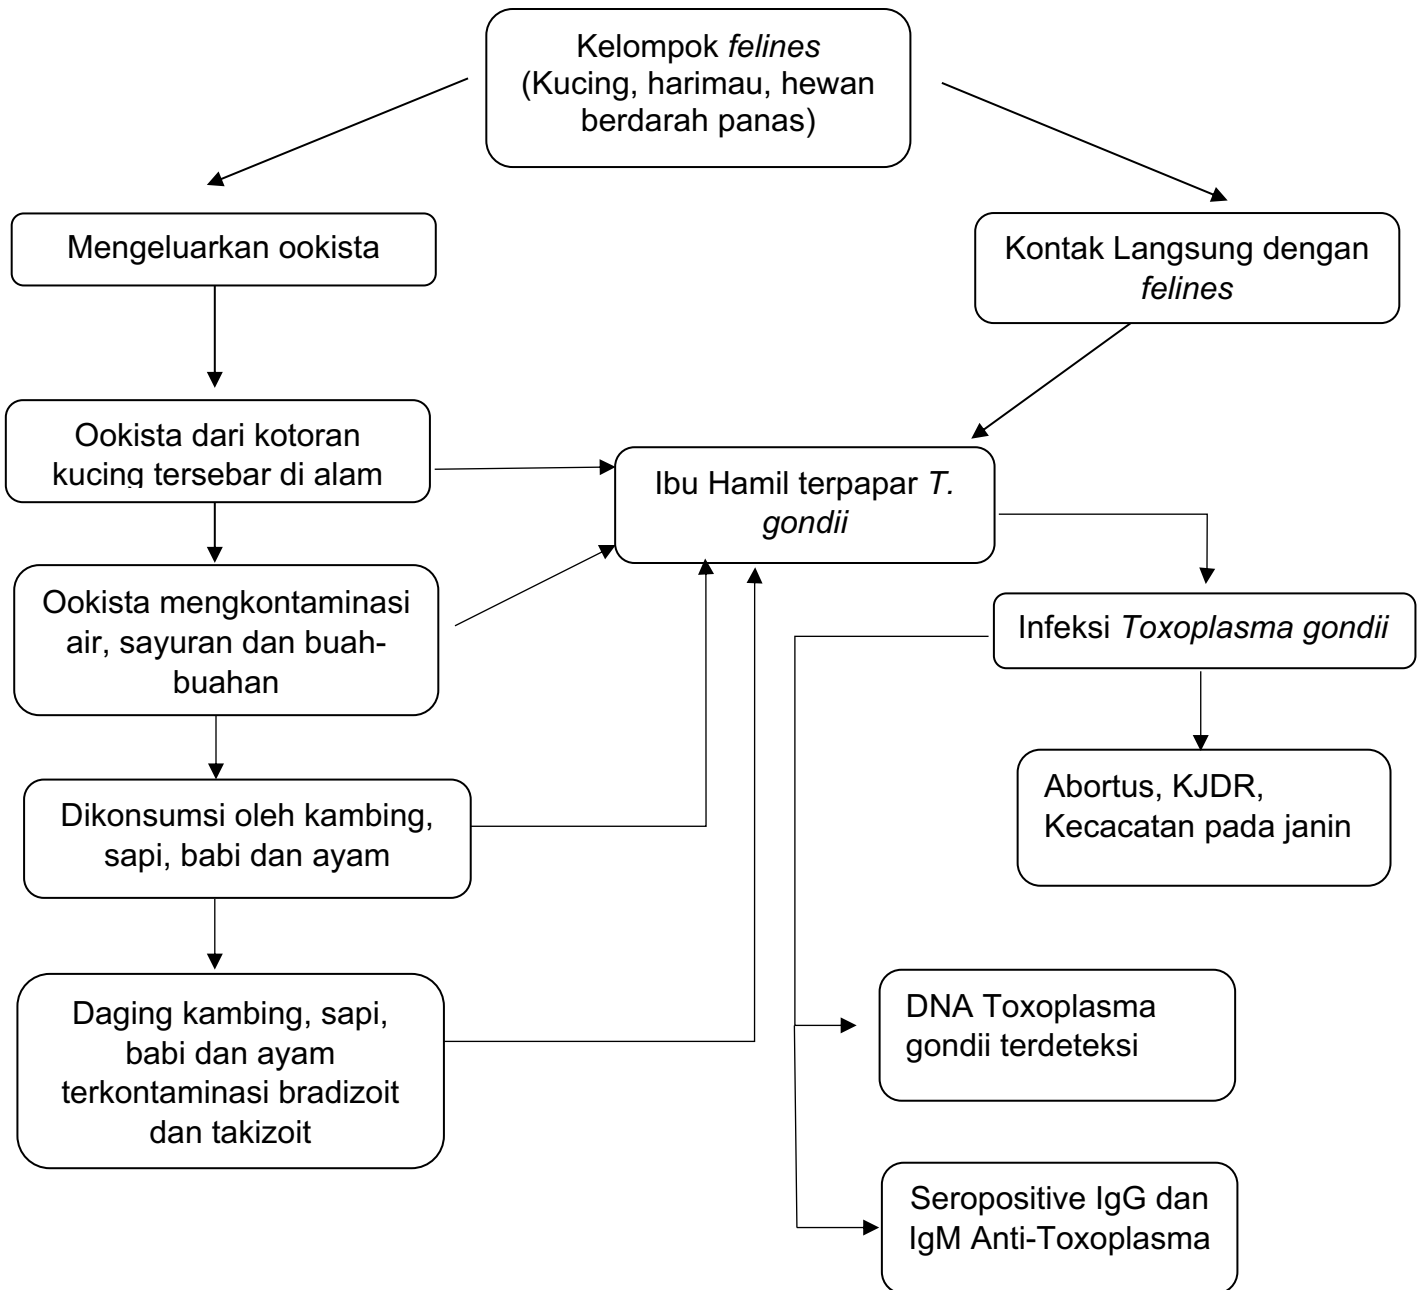 Kelompok felines
(Kucing, harimau, hewan
berdarah panas)
Mengeluarkan ookista
Kontak Langsung dengan
felines
Ookista dari kotoran
kucing tersebar di alam
Ibu Hamil terpapar T.
gondii
Ookista mengkontaminasi
air, sayuran dan buah-
buahan
Infeksi Toxoplasma gondii
Dikonsumsi oleh kambing,
sapi, babi dan ayam
Abortus, KJDR,
Kecacatan pada janin
Daging kambing, sapi,
babi dan ayam
terkontaminasi bradizoit
dan takizoit
DNA Toxoplasma
gondii terdeteksi
Seropositive IgG dan
IgM Anti-Toxoplasma